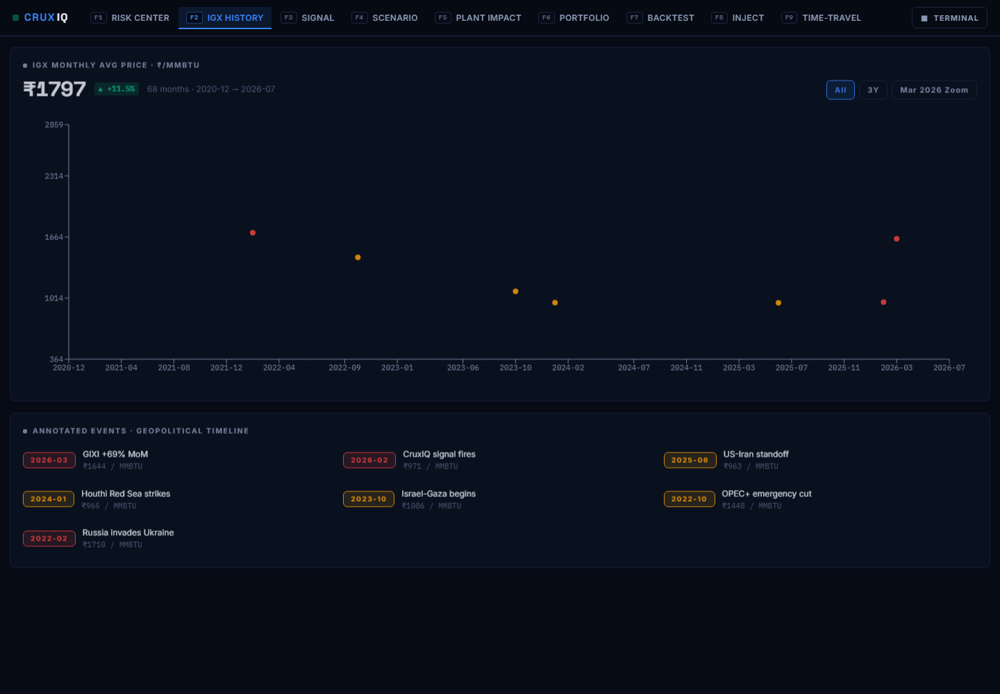 CRUXIQ
F1 RISK CENTER
F2 IGX HISTORY
F3 SIGNAL
F4 SCENARIO
F5 PLANT IMPACT
F6 PORTFOLIO
F7 BACKTEST
F8 INJECT
F9 TIME-TRAVEL
TERMINAL
IGX MONTHLY AVG PRICE · ₹/MMBTU
₹1797 ▲ +11.5% 68 months · 2020-12 → 2026-07
All 3Y Mar 2026 Zoom
2859
2314
1664
1014
364
2020-12 2021-04 2021-08 2021-12 2022-04 2022-09 2023-01 2023-06 2023-10 2024-02 2024-07 2024-11 2025-03 2025-07 2025-11 2026-03 2026-07
ANNOTATED EVENTS · GEOPOLITICAL TIMELINE
2026-03 GIXI +69% MoM
₹1644 / MMBTU
2026-02 CruxIQ signal fires
₹971 / MMBTU
2025-06 US-Iran standoff
₹963 / MMBTU
2024-01 Houthi Red Sea strikes
₹965 / MMBTU
2023-10 Israel-Gaza begins
₹1086 / MMBTU
2022-10 OPEC+ emergency cut
₹1448 / MMBTU
2022-02 Russia invades Ukraine
₹1710 / MMBTU